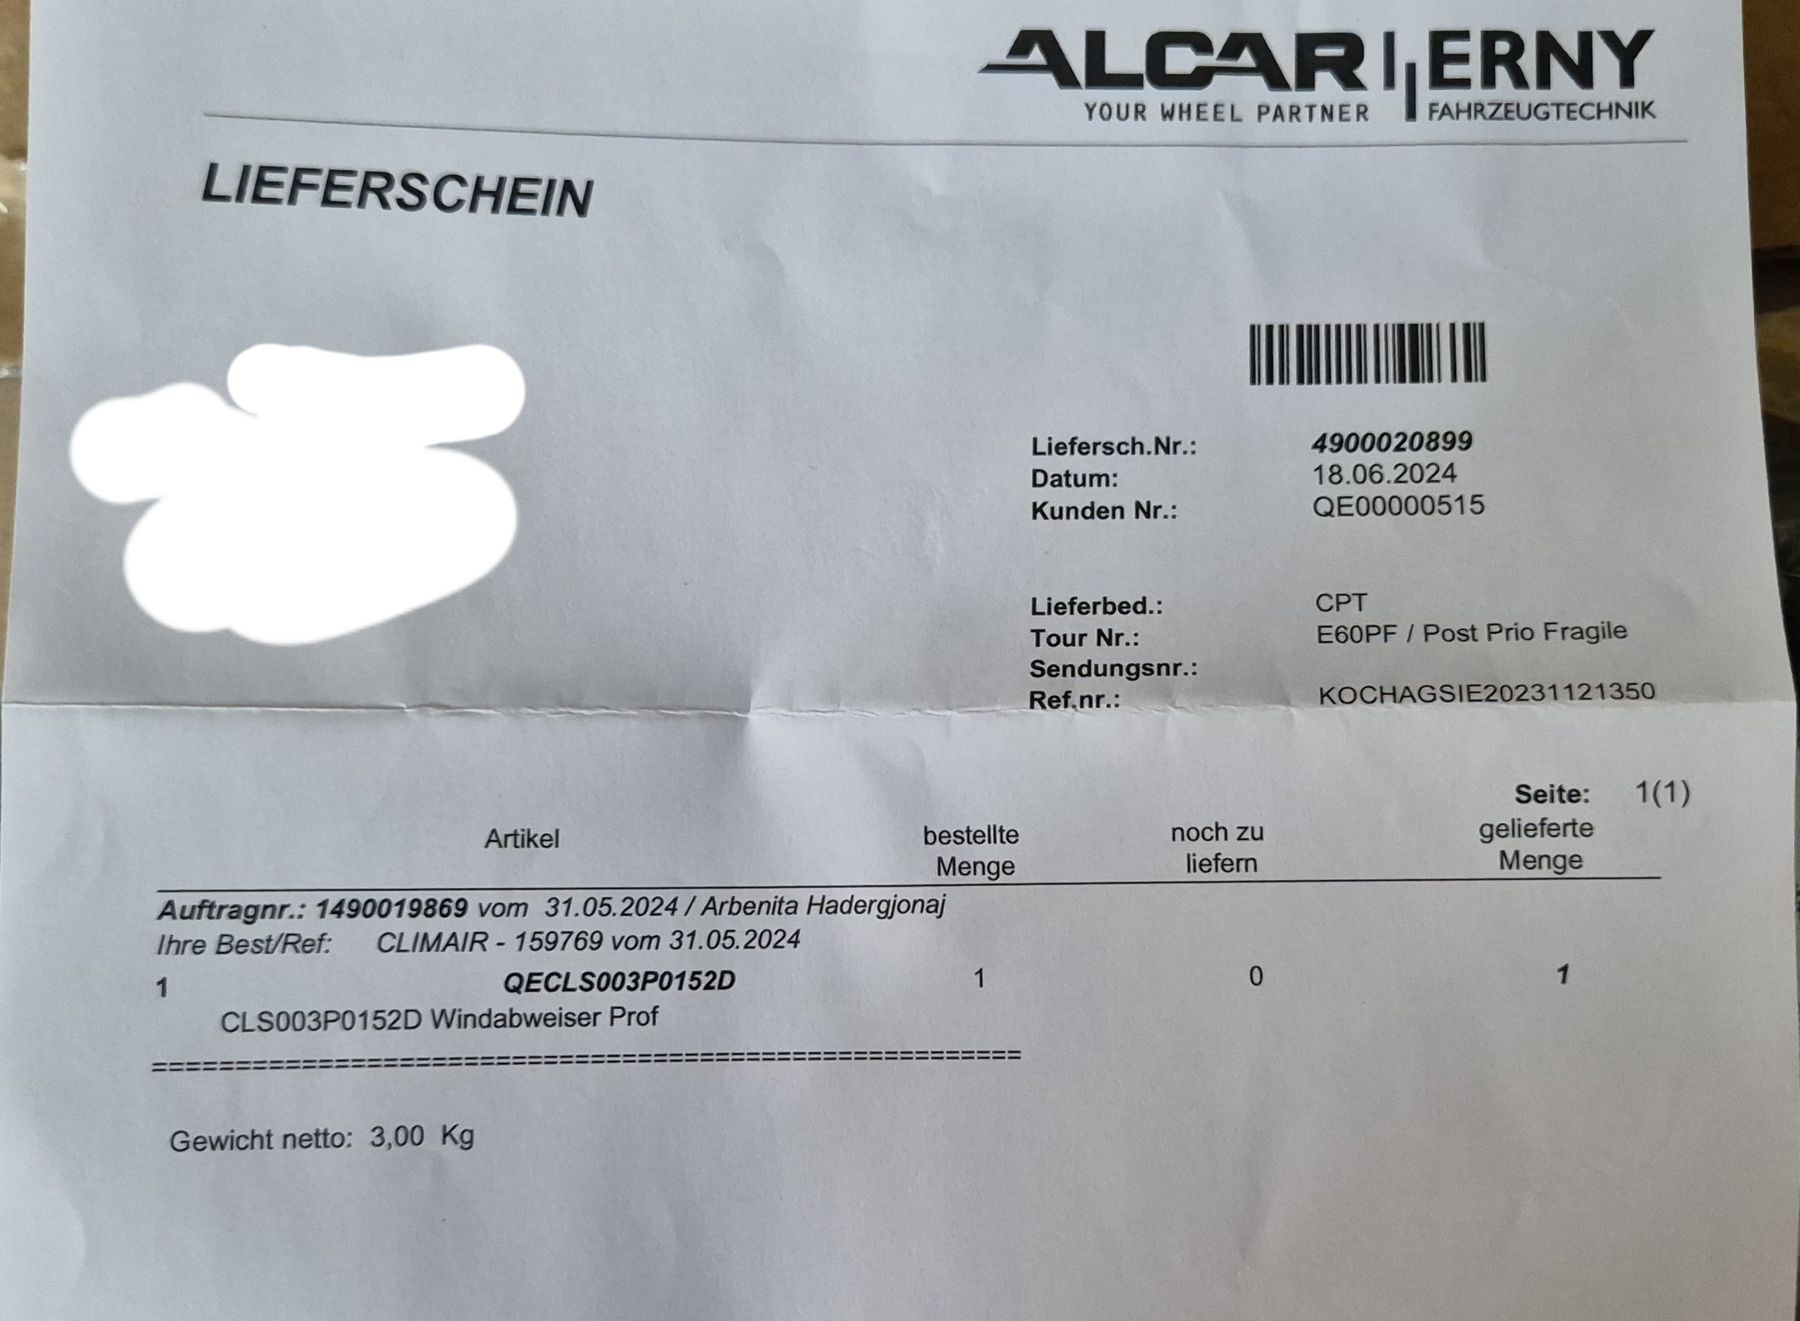 ALCAR ERNY
YOUR WHEEL PARTNER FAHRZEUGTECHNIK
LIEFERSCHEIN
Liefersch.Nr.: 4900020899
Datum: 18.06.2024
Kunden Nr.: QE00000515
Lieferbed.: CPT
Tour Nr.: E60PF / Post Prio Fragile
Sendungsnr.:
Ref.nr.: KOCHAGSIE20231121350
Seite: 1(1)
Artikel bestellte noch zu gelieferte
Menge liefern Menge
Auftragnr.: 1490019869 vom 31.05.2024 / Arbenita Hadergjonaj
Ihre Best/Ref: CLIMAIR - 159769 vom 31.05.2024
1 QECLS003P0152D 1 0 1
CLS003P0152D Windabweiser Prof
==============================================================
Gewicht netto: 3,00 Kg